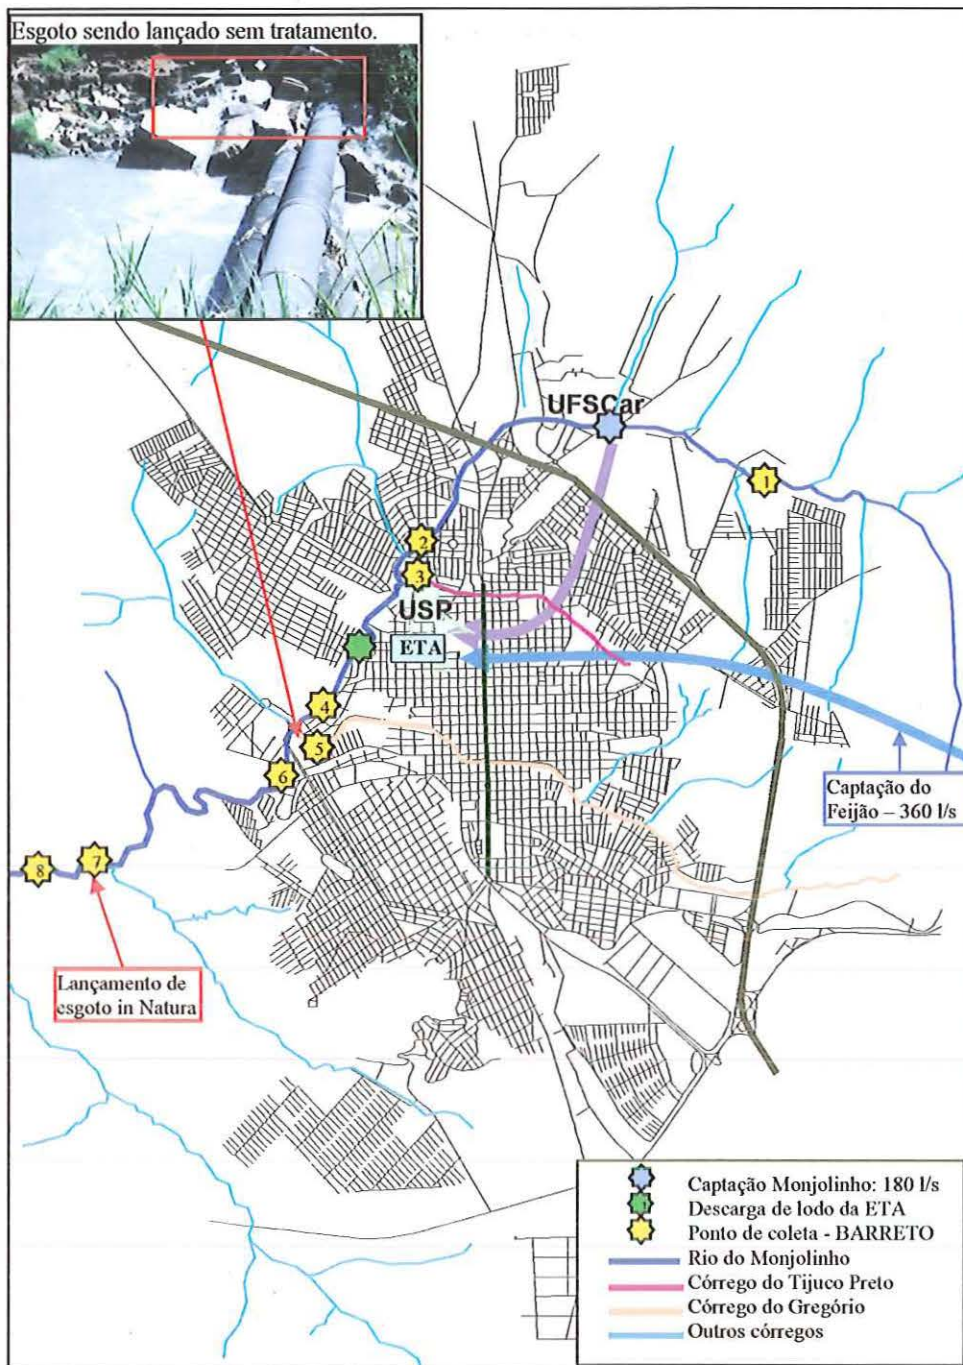 Esgoto sendo lançado sem tratamento.
UFSCar
1
2
3
USP
ETA
4
5
6
Captação do
Feijão – 360 l/s
7
8
Lançamento de
esgoto in Natura
Captação Monjolinho: 180 l/s
Descarga de lodo da ETA
Ponto de coleta - BARRETO
Rio do Monjolinho
Córrego do Tijuco Preto
Córrego do Gregório
Outros córregos